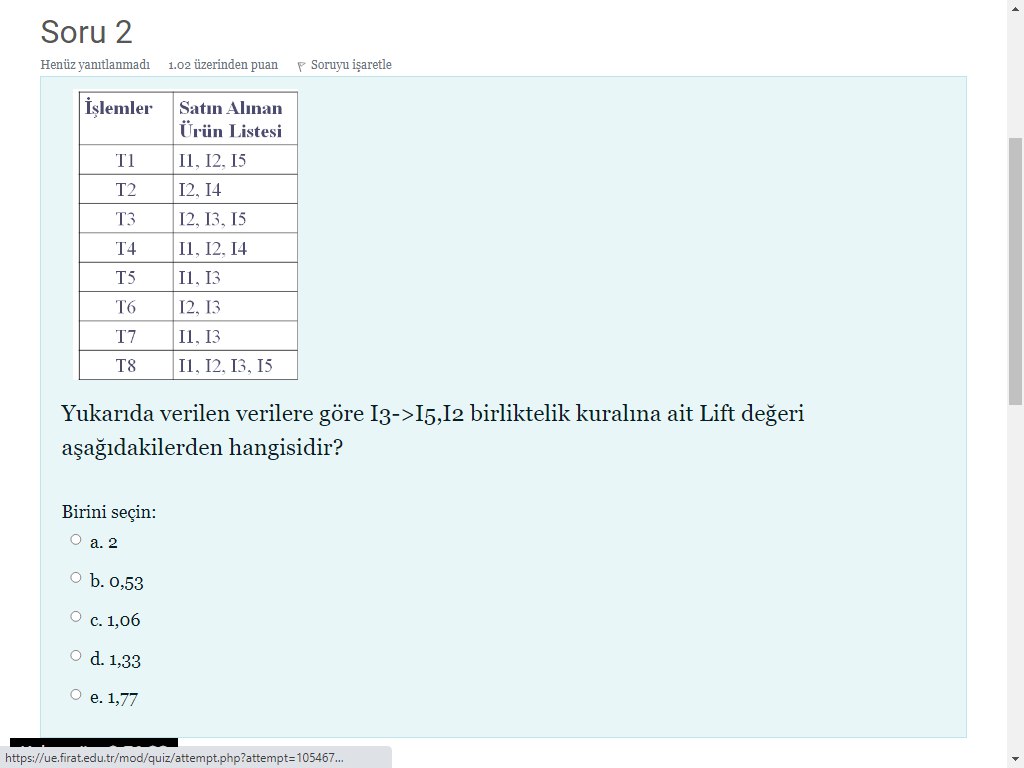 Soru 2
Henüz yanıtlanmadı 1.02 üzerinden puan Soruyu işaretle
İşlemler Satın Alınan
Ürün Listesi
T1 I1, I2, I5
T2 I2, I4
T3 I2, I3, I5
T4 I1, I2, I4
T5 I1, I3
T6 I2, I3
T7 I1, I3
T8 I1, I2, I3, I5
Yukarıda verilen verilere göre I3->I5,I2 birliktelik kuralına ait Lift değeri
aşağıdakilerden hangisidir?
Birini seçin:
a. 2
b. 0,53
c. 1,06
d. 1,33
e. 1,77
https://ue.firat.edu.tr/mod/quiz/attempt.php?attempt=105467...